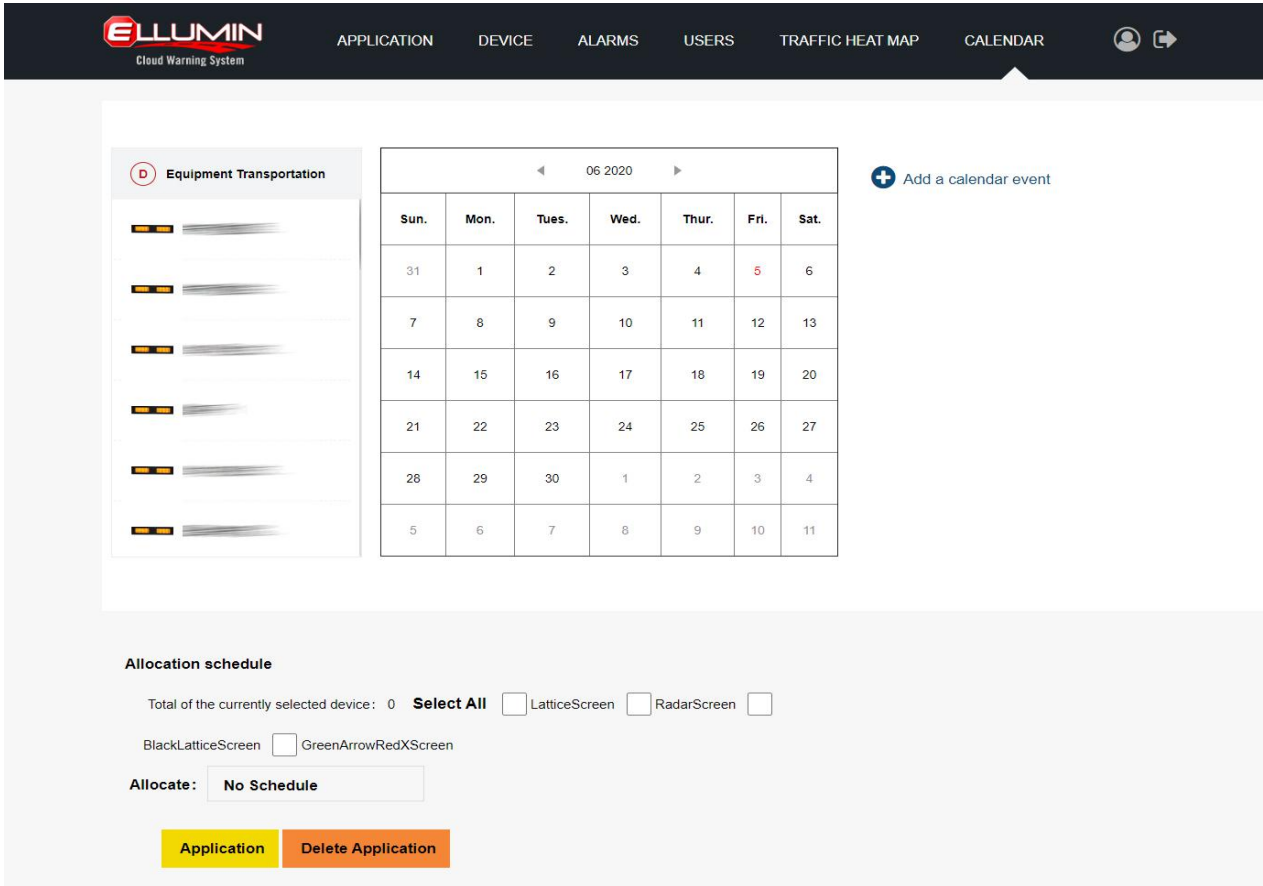 ELLUMIN
Cloud Warning System
APPLICATION DEVICE ALARMS USERS TRAFFIC HEAT MAP CALENDAR
D Equipment Transportation
06 2020
Add a calendar event
Sun. Mon. Tues. Wed. Thur. Fri. Sat.
31 1 2 3 4 5 6
7 8 9 10 11 12 13
14 15 16 17 18 19 20
21 22 23 24 25 26 27
28 29 30 1 2 3 4
5 6 7 8 9 10 11
Allocation schedule
Total of the currently selected device: 0 Select All LatticeScreen RadarScreen
BlackLatticeScreen GreenArrowRedXScreen
Allocate: No Schedule
Application Delete Application